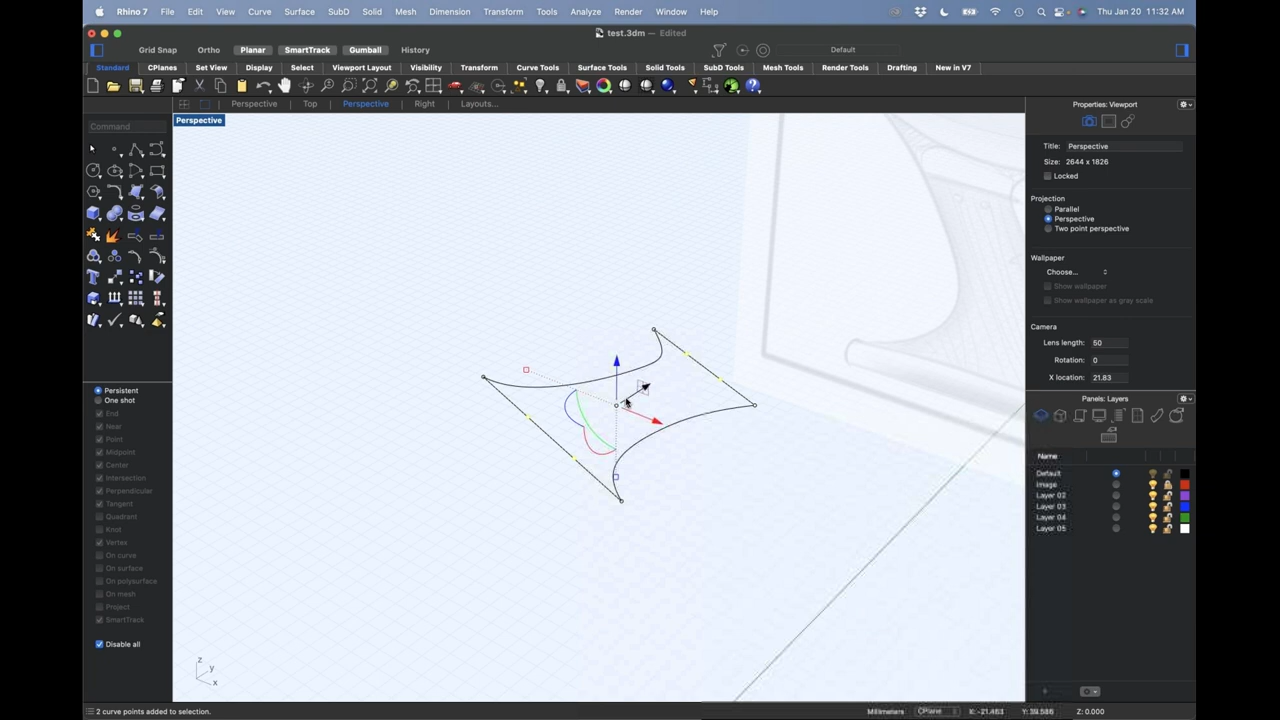 Rhino 7 File Edit View Curve Surface SubD Solid Mesh Dimension Transform Tools Analyze Render Window Help Thu Jan 20 11:32 AM
test.3dm — Edited
Grid Snap Ortho Planar SmartTrack Gumball History Default
Standard CPlanes Set View Display Select Viewport Layout Visibility Transform Curve Tools Surface Tools Solid Tools SubD Tools Mesh Tools Render Tools Drafting New in V7
Perspective Top Perspective Right Layouts...
Perspective
Command
Persistent
One shot
End
Near
Point
Midpoint
Center
Intersection
Perpendicular
Tangent
Quadrant
Knot
Vertex
On curve
On surface
On polysurface
On mesh
Project
SmartTrack
Disable all
z
y
x
Properties: Viewport
Title: Perspective
Size: 2644 x 1826
Locked
Projection
Parallel
Perspective
Two point perspective
Wallpaper
Choose...
Show wallpaper
Show wallpaper as gray scale
Camera
Lens length: 50
Rotation: 0
X location: 21.83
Panels: Layers
Name
Default
Image
Layer 02
Layer 03
Layer 04
Layer 05
2 curve points added to selection. Millimeters CPlane X: -21.463 Y: 39.586 Z: 0.000